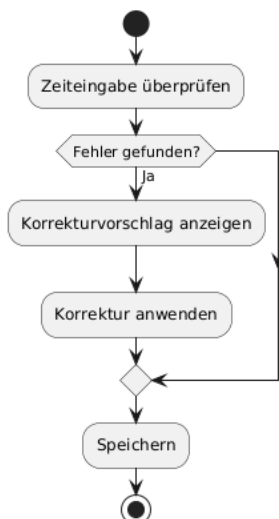 Zeiteingabe überprüfen
Fehler gefunden?
Ja
Korrekturvorschlag anzeigen
Korrektur anwenden
Speichern